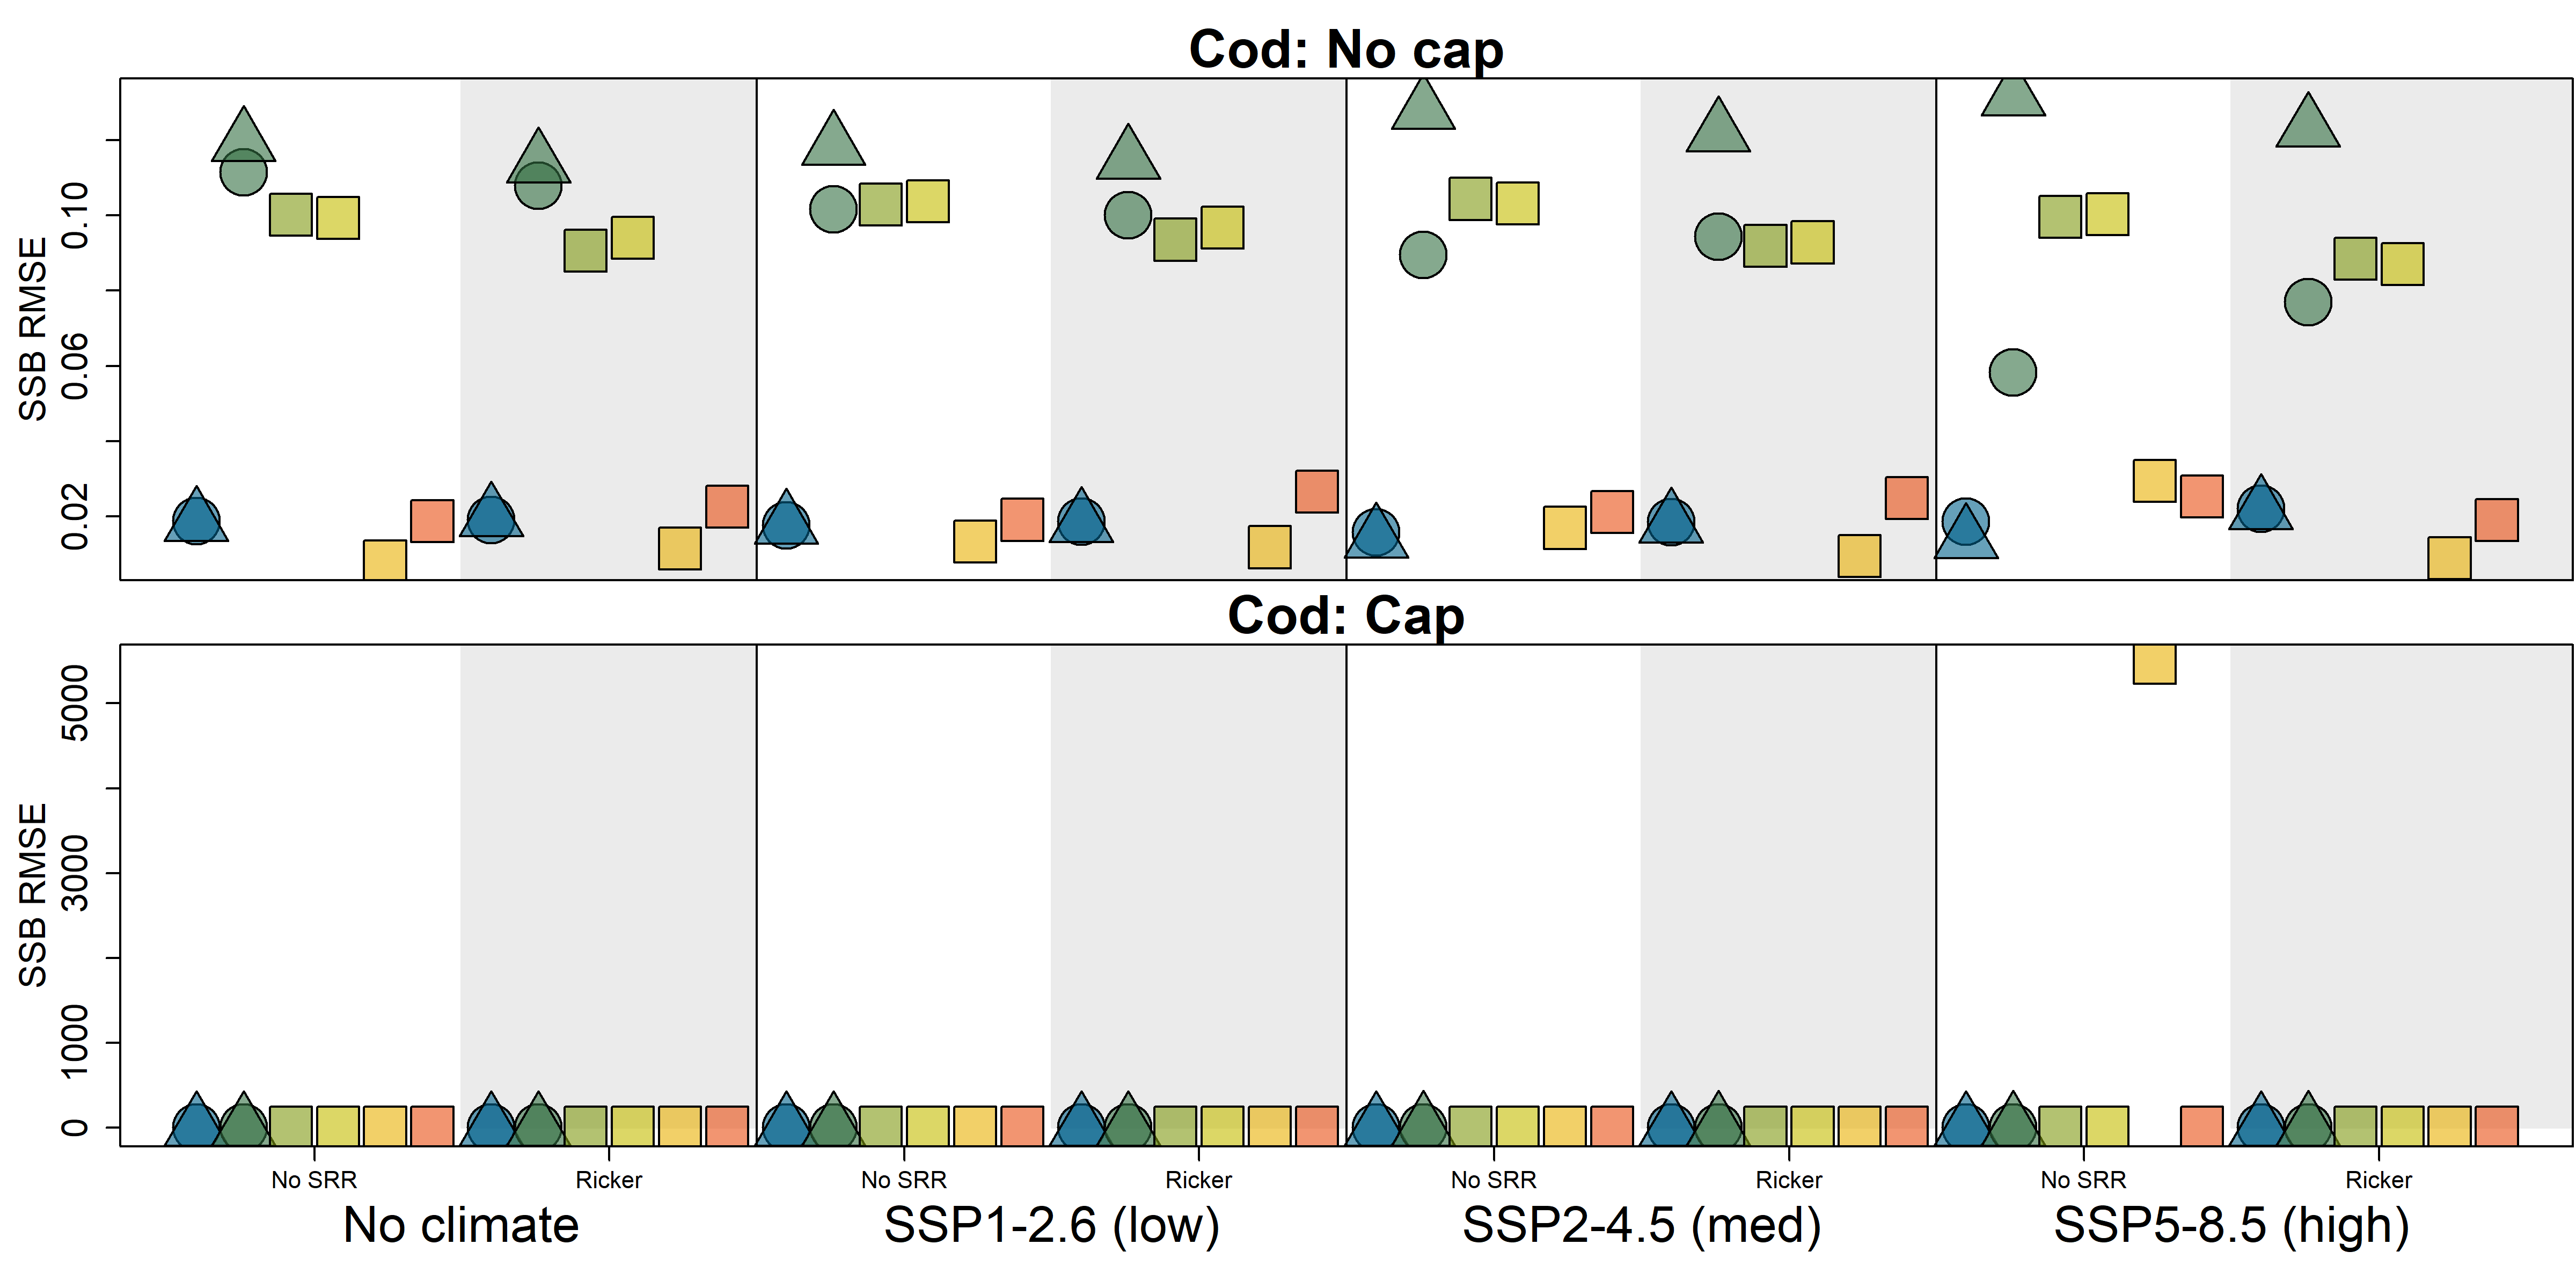 Cod: No cap
SSB RMSE
0.10
0.06
0.02
Cod: Cap
SSB RMSE
5000
3000
1000
0
No SRR Ricker No SRR Ricker No SRR Ricker No SRR Ricker
No climate SSP1-2.6 (low) SSP2-4.5 (med) SSP5-8.5 (high)